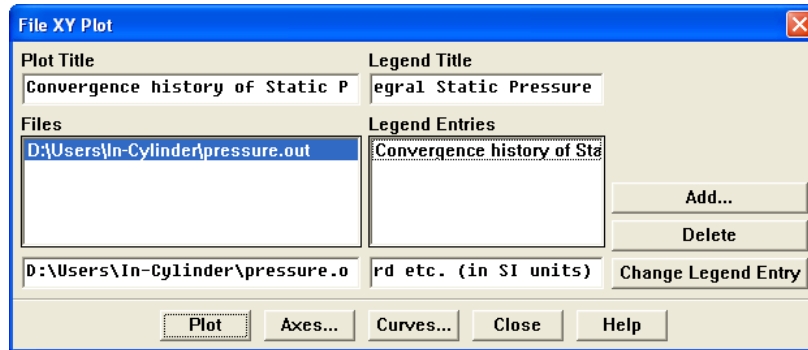 File XY Plot
Plot Title
Legend Title
Convergence history of Static P
egral Static Pressure
Files
Legend Entries
D:\Users\In-Cylinder\pressure.out
Convergence history of Sta
Add...
Delete
D:\Users\In-Cylinder\pressure.o
rd etc. (in SI units)
Change Legend Entry
Plot
Axes...
Curves...
Close
Help